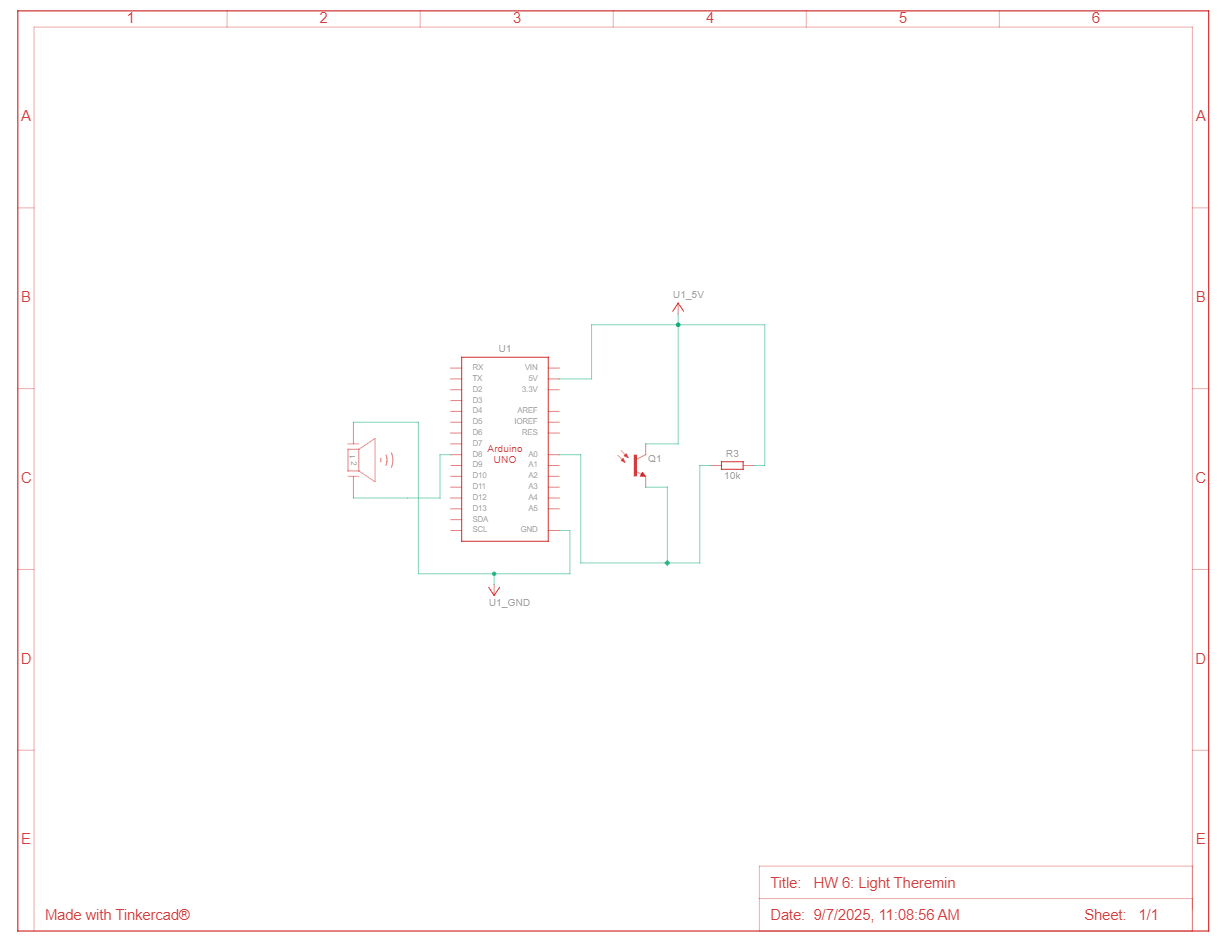 1 2 3 4 5 6
A A
U1_5V
B B
U1
RX VIN
TX 5V
D2 3.3V
D3
D4 AREF
D5 IOREF
D6 RES
D7
Arduino
UNO
D8 A0
D9 A1
D10 A2
D11 A3
D12 A4
D13 A5
SDA
SCL GND
1 2
Q1
R3
10k
C C
U1_GND
D D
E E
Title: HW 6: Light Theremin
Made with Tinkercad®
Date: 9/7/2025, 11:08:56 AM Sheet: 1/1